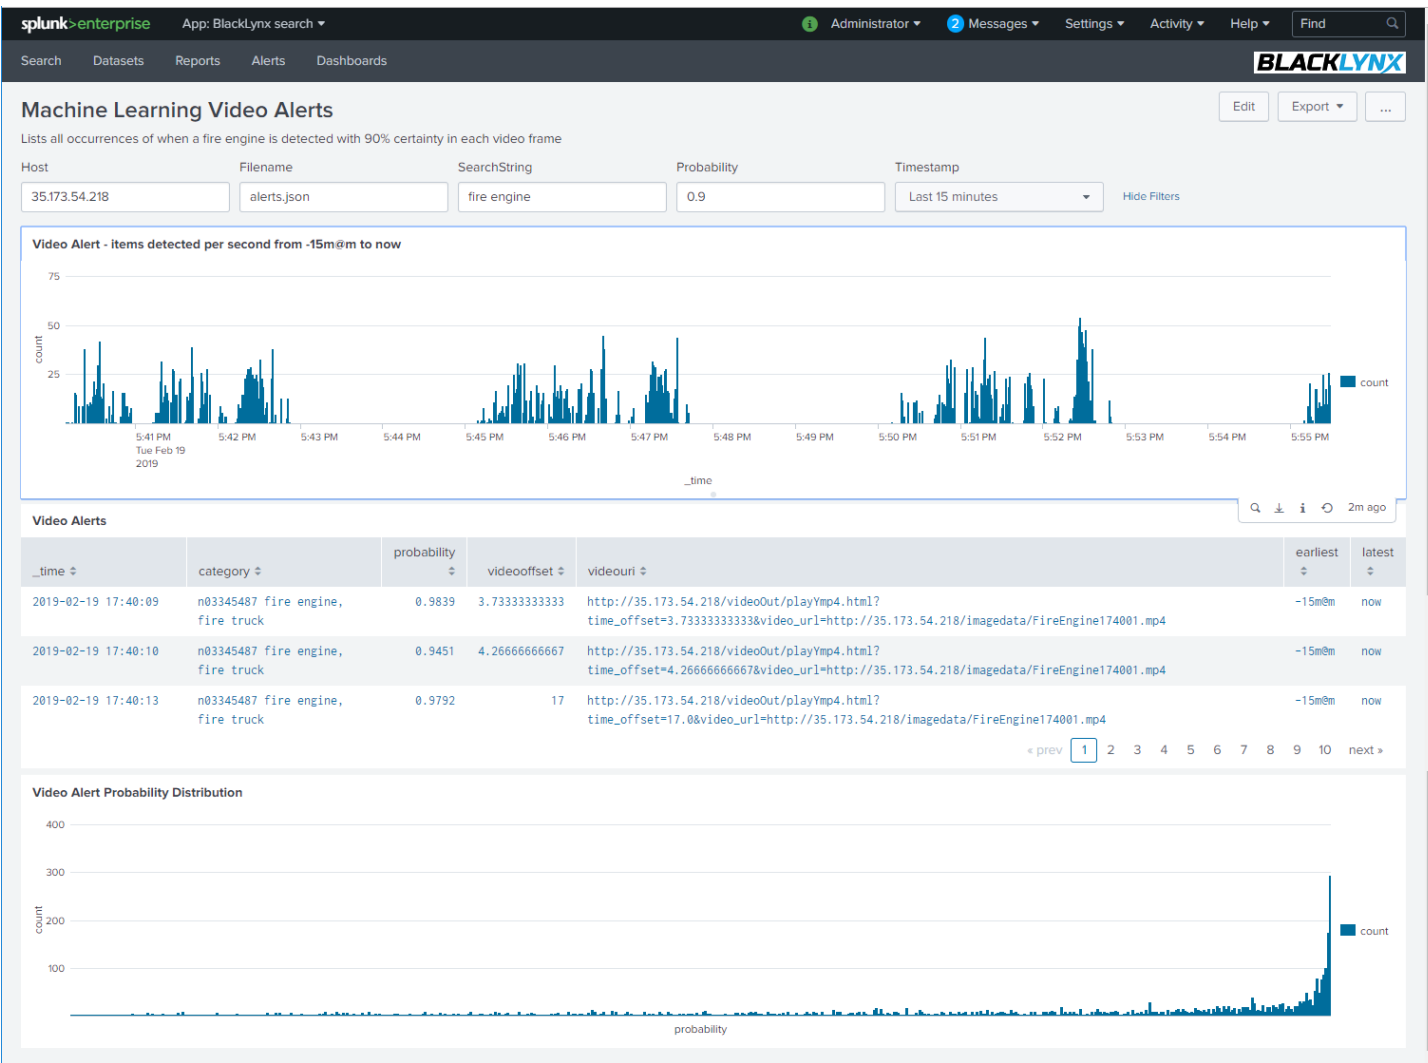 splunk>enterprise App: BlackLynx search i Administrator 2 Messages Settings Activity Help Find
Search Datasets Reports Alerts Dashboards BLACKLYNX
Machine Learning Video Alerts Edit Export ...
Lists all occurrences of when a fire engine is detected with 90% certainty in each video frame
Host Filename SearchString Probability Timestamp
35.173.54.218 alerts.json fire engine 0.9 Last 15 minutes Hide Filters
Video Alert - items detected per second from -15m@m to now
75
50
25
count
count
5:41 PM 5:42 PM 5:43 PM 5:44 PM 5:45 PM 5:46 PM 5:47 PM 5:48 PM 5:49 PM 5:50 PM 5:51 PM 5:52 PM 5:53 PM 5:54 PM 5:55 PM
Tue Feb 19
2019
_time
2m ago
Video Alerts
_time category probability videooffset videouri earliest latest
2019-02-19 17:40:09 n03345487 fire engine, 0.9839 3.73333333333 http://35.173.54.218/videoOut/playYmp4.html? -15m@m now
fire truck time_offset=3.73333333333&video_url=http://35.173.54.218/imagedata/FireEngine174001.mp4
2019-02-19 17:40:10 n03345487 fire engine, 0.9451 4.26666666667 http://35.173.54.218/videoOut/playYmp4.html? -15m@m now
fire truck time_offset=4.26666666667&video_url=http://35.173.54.218/imagedata/FireEngine174001.mp4
2019-02-19 17:40:13 n03345487 fire engine, 0.9792 17 http://35.173.54.218/videoOut/playYmp4.html? -15m@m now
fire truck time_offset=17.0&video_url=http://35.173.54.218/imagedata/FireEngine174001.mp4
« prev 1 2 3 4 5 6 7 8 9 10 next »
Video Alert Probability Distribution
400
300
200
100
count
count
probability